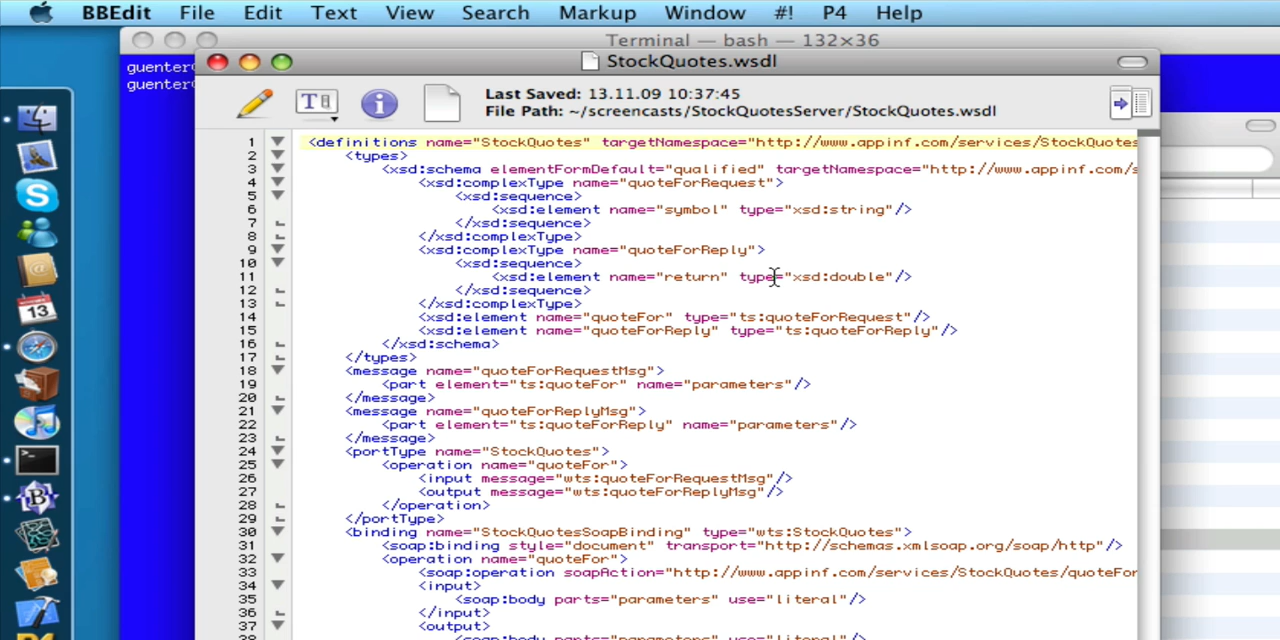 BBEdit File Edit Text View Search Markup Window #! P4 Help
Terminal — bash — 132×36
guenter
guenter
StockQuotes.wsdl
Last Saved: 13.11.09 10:37:45
File Path: ~/screencasts/StockQuotesServer/StockQuotes.wsdl
1 <definitions name="StockQuotes" targetNamespace="http://www.appinf.com/services/StockQuotes
2 <types>
3 <xsd:schema elementFormDefault="qualified" targetNamespace="http://www.appinf.com/s
4 <xsd:complexType name="quoteForRequest">
5 <xsd:sequence>
6 <xsd:element name="symbol" type="xsd:string"/>
7 </xsd:sequence>
8 </xsd:complexType>
9 <xsd:complexType name="quoteForReply">
10 <xsd:sequence>
11 <xsd:element name="return" type="xsd:double"/>
12 </xsd:sequence>
13 </xsd:complexType>
14 <xsd:element name="quoteFor" type="ts:quoteForRequest"/>
15 <xsd:element name="quoteForReply" type="ts:quoteForReply"/>
16 </xsd:schema>
17 </types>
18 <message name="quoteForRequestMsg">
19 <part element="ts:quoteFor" name="parameters"/>
20 </message>
21 <message name="quoteForReplyMsg">
22 <part element="ts:quoteForReply" name="parameters"/>
23 </message>
24 <portType name="StockQuotes">
25 <operation name="quoteFor">
26 <input message="wts:quoteForRequestMsg"/>
27 <output message="wts:quoteForReplyMsg"/>
28 </operation>
29 </portType>
30 <binding name="StockQuotesSoapBinding" type="wts:StockQuotes">
31 <soap:binding style="document" transport="http://schemas.xmlsoap.org/soap/http"/>
32 <operation name="quoteFor">
33 <soap:operation soapAction="http://www.appinf.com/services/StockQuotes/quoteFor
34 <input>
35 <soap:body parts="parameters" use="literal"/>
36 </input>
37 <output>
38 <soap:body parts="parameters" use="literal"/>